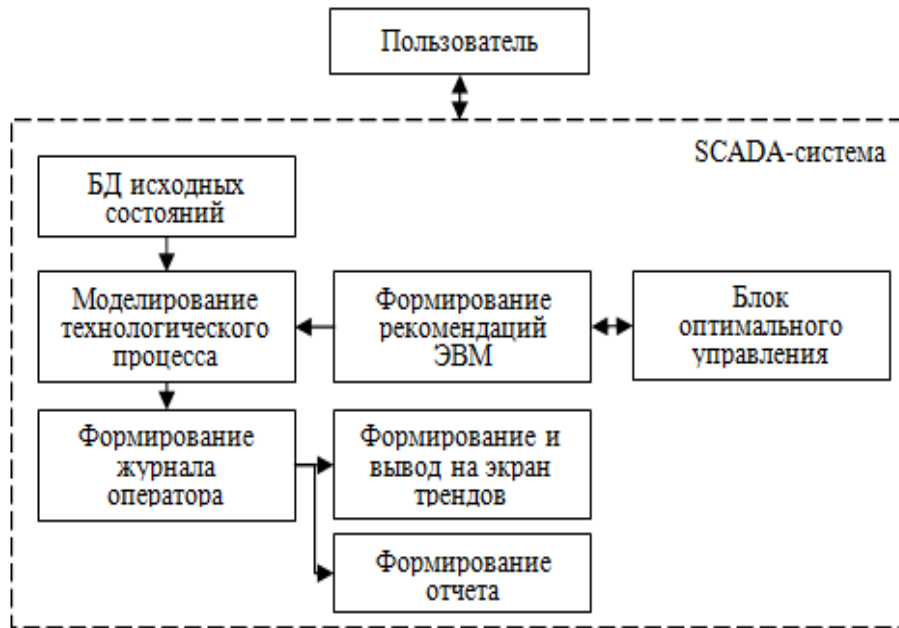 Пользователь
SCADA-система
БД исходных
состояний
Моделирование
технологического
процесса
Формирование
рекомендаций
ЭВМ
Блок
оптимального
управления
Формирование
журнала
оператора
Формирование и
вывод на экран
трендов
Формирование
отчета